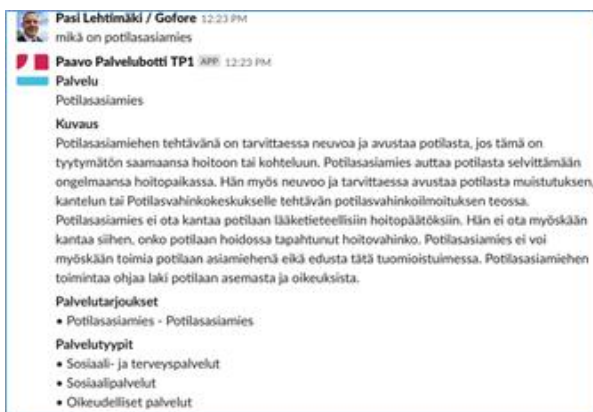 Pasi Lehtimäki / Gofore 12:23 PM
mikä on potilasasiamies
Paavo Palvelubotti TP1 APP 12:23 PM
Palvelu
Potilasasiamies
Kuvaus
Potilasasiamiehen tehtävänä on tarvittaessa neuvoa ja avustaa potilasta, jos tämä on
tyytymätön saamaansa hoitoon tai kohteluun. Potilasasiamies auttaa potilasta selvittämään
ongelmaansa hoitopaikassa. Hän myös neuvoo ja tarvittaessa avustaa potilasta muistutuksen,
kantelun tai Potilasvahinkokeskukselle tehtävän potilasvahinkoilmoituksen teossa.
Potilasasiamies ei ota kantaa potilaan lääketieteellisiin hoitopäätöksiin. Hän ei ota myöskään
kantaa siihen, onko potilaan hoidossa tapahtunut hoitovahinko. Potilasasiamies ei voi
myöskään toimia potilaan asiamiehenä eikä edusta tätä tuomioistuimessa. Potilasasiamiehen
toimintaa ohjaa laki potilaan asemasta ja oikeuksista.
Palvelutarjoukset
• Potilasasiamies - Potilasasiamies
Palvelutyypit
• Sosiaali- ja terveyspalvelut
• Sosiaalipalvelut
• Oikeudelliset palvelut